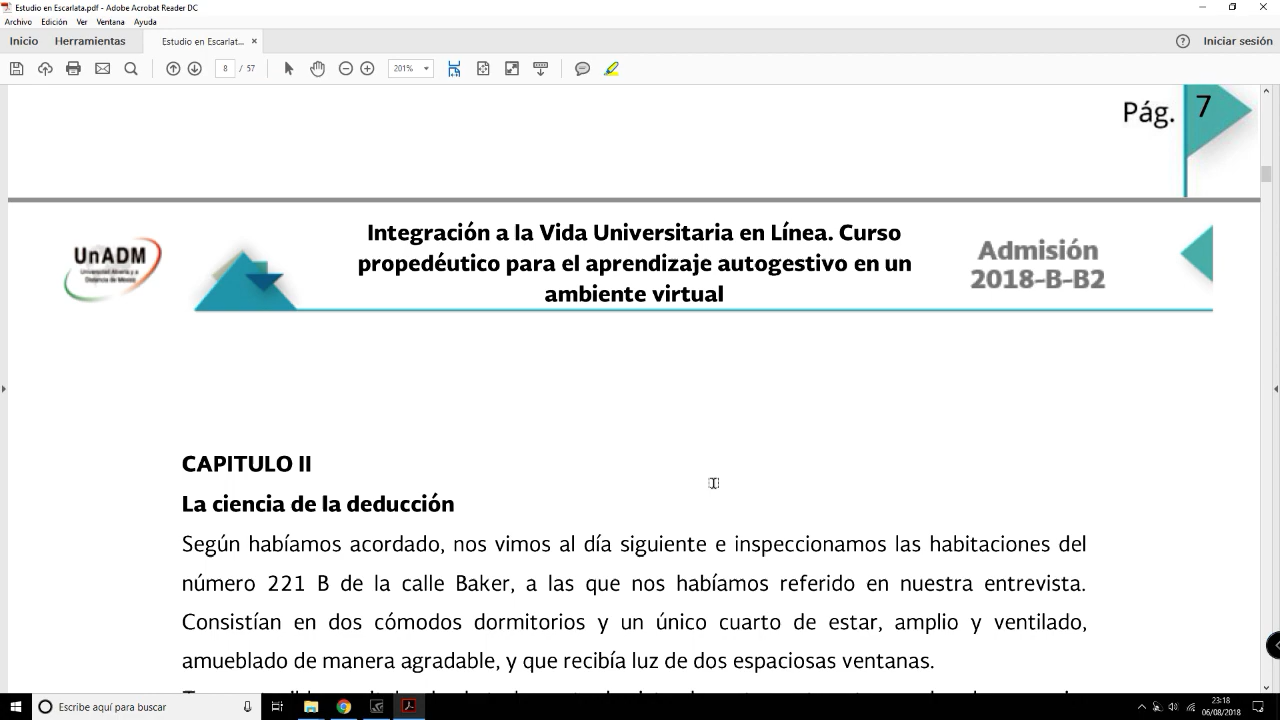 Estudio en Escarlata.pdf - Adobe Acrobat Reader DC
Archivo Edición Ver Ventana Ayuda
Inicio Herramientas Estudio en Escarlat... × Iniciar sesión
8 / 57 201%
Pág. 7
UnADM
Universidad Abierta y a
Distancia de México
Integración a la Vida Universitaria en Línea. Curso
propedéutico para el aprendizaje autogestivo en un
ambiente virtual
Admisión
2018-B-B2
CAPITULO II
La ciencia de la deducción
Según habíamos acordado, nos vimos al día siguiente e inspeccionamos las habitaciones del
número 221 B de la calle Baker, a las que nos habíamos referido en nuestra entrevista.
Consistían en dos cómodos dormitorios y un único cuarto de estar, amplio y ventilado,
amueblado de manera agradable, y que recibía luz de dos espaciosas ventanas.
Escribe aquí para buscar
23:18
06/08/2018